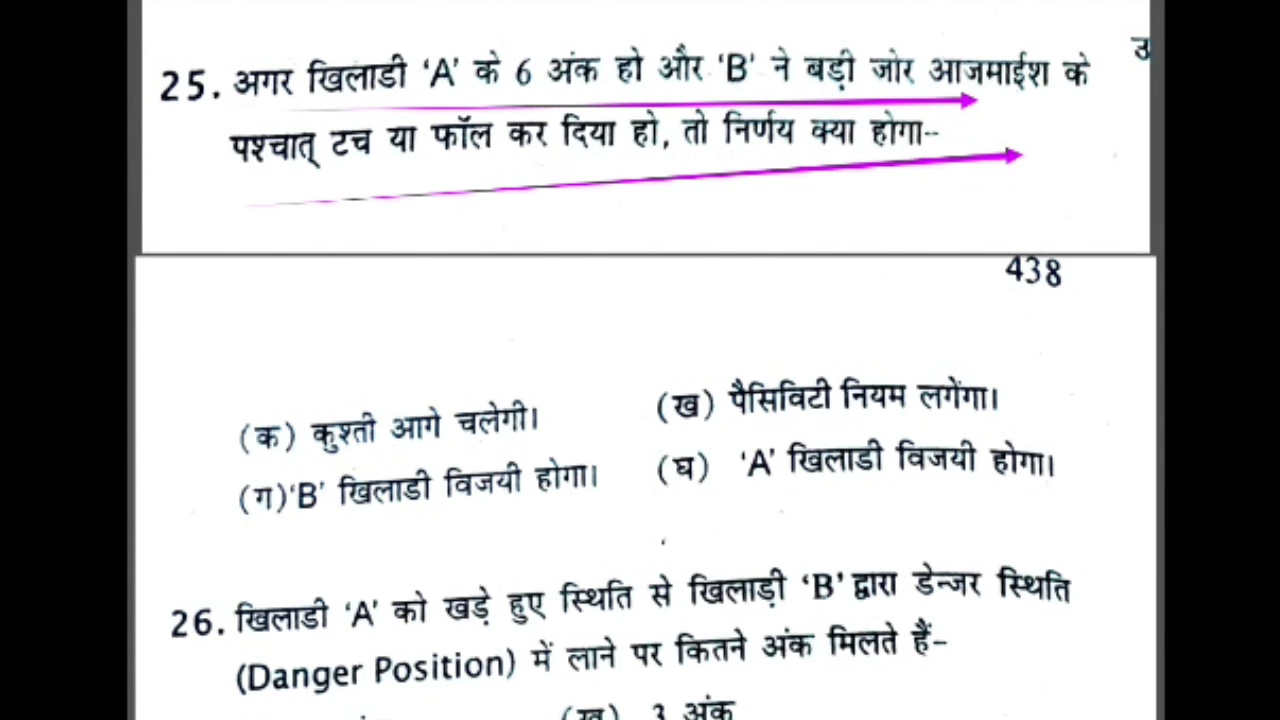 25. अगर खिलाडी 'A' के 6 अंक हो और 'B' ने बड़ी जोर आजमाईश के
पश्चात् टच या फॉल कर दिया हो, तो निर्णय क्या होगा--
438
(क) कुश्ती आगे चलेगी।
(ख) पैसिविटी नियम लगेंगा।
(ग) 'B' खिलाडी विजयी होगा।
(घ) 'A' खिलाडी विजयी होगा।
26. खिलाडी 'A' को खड़े हुए स्थिति से खिलाड़ी 'B' द्वारा डेन्जर स्थिति
(Danger Position) में लाने पर कितने अंक मिलते हैं-
(ख) 3 अंक